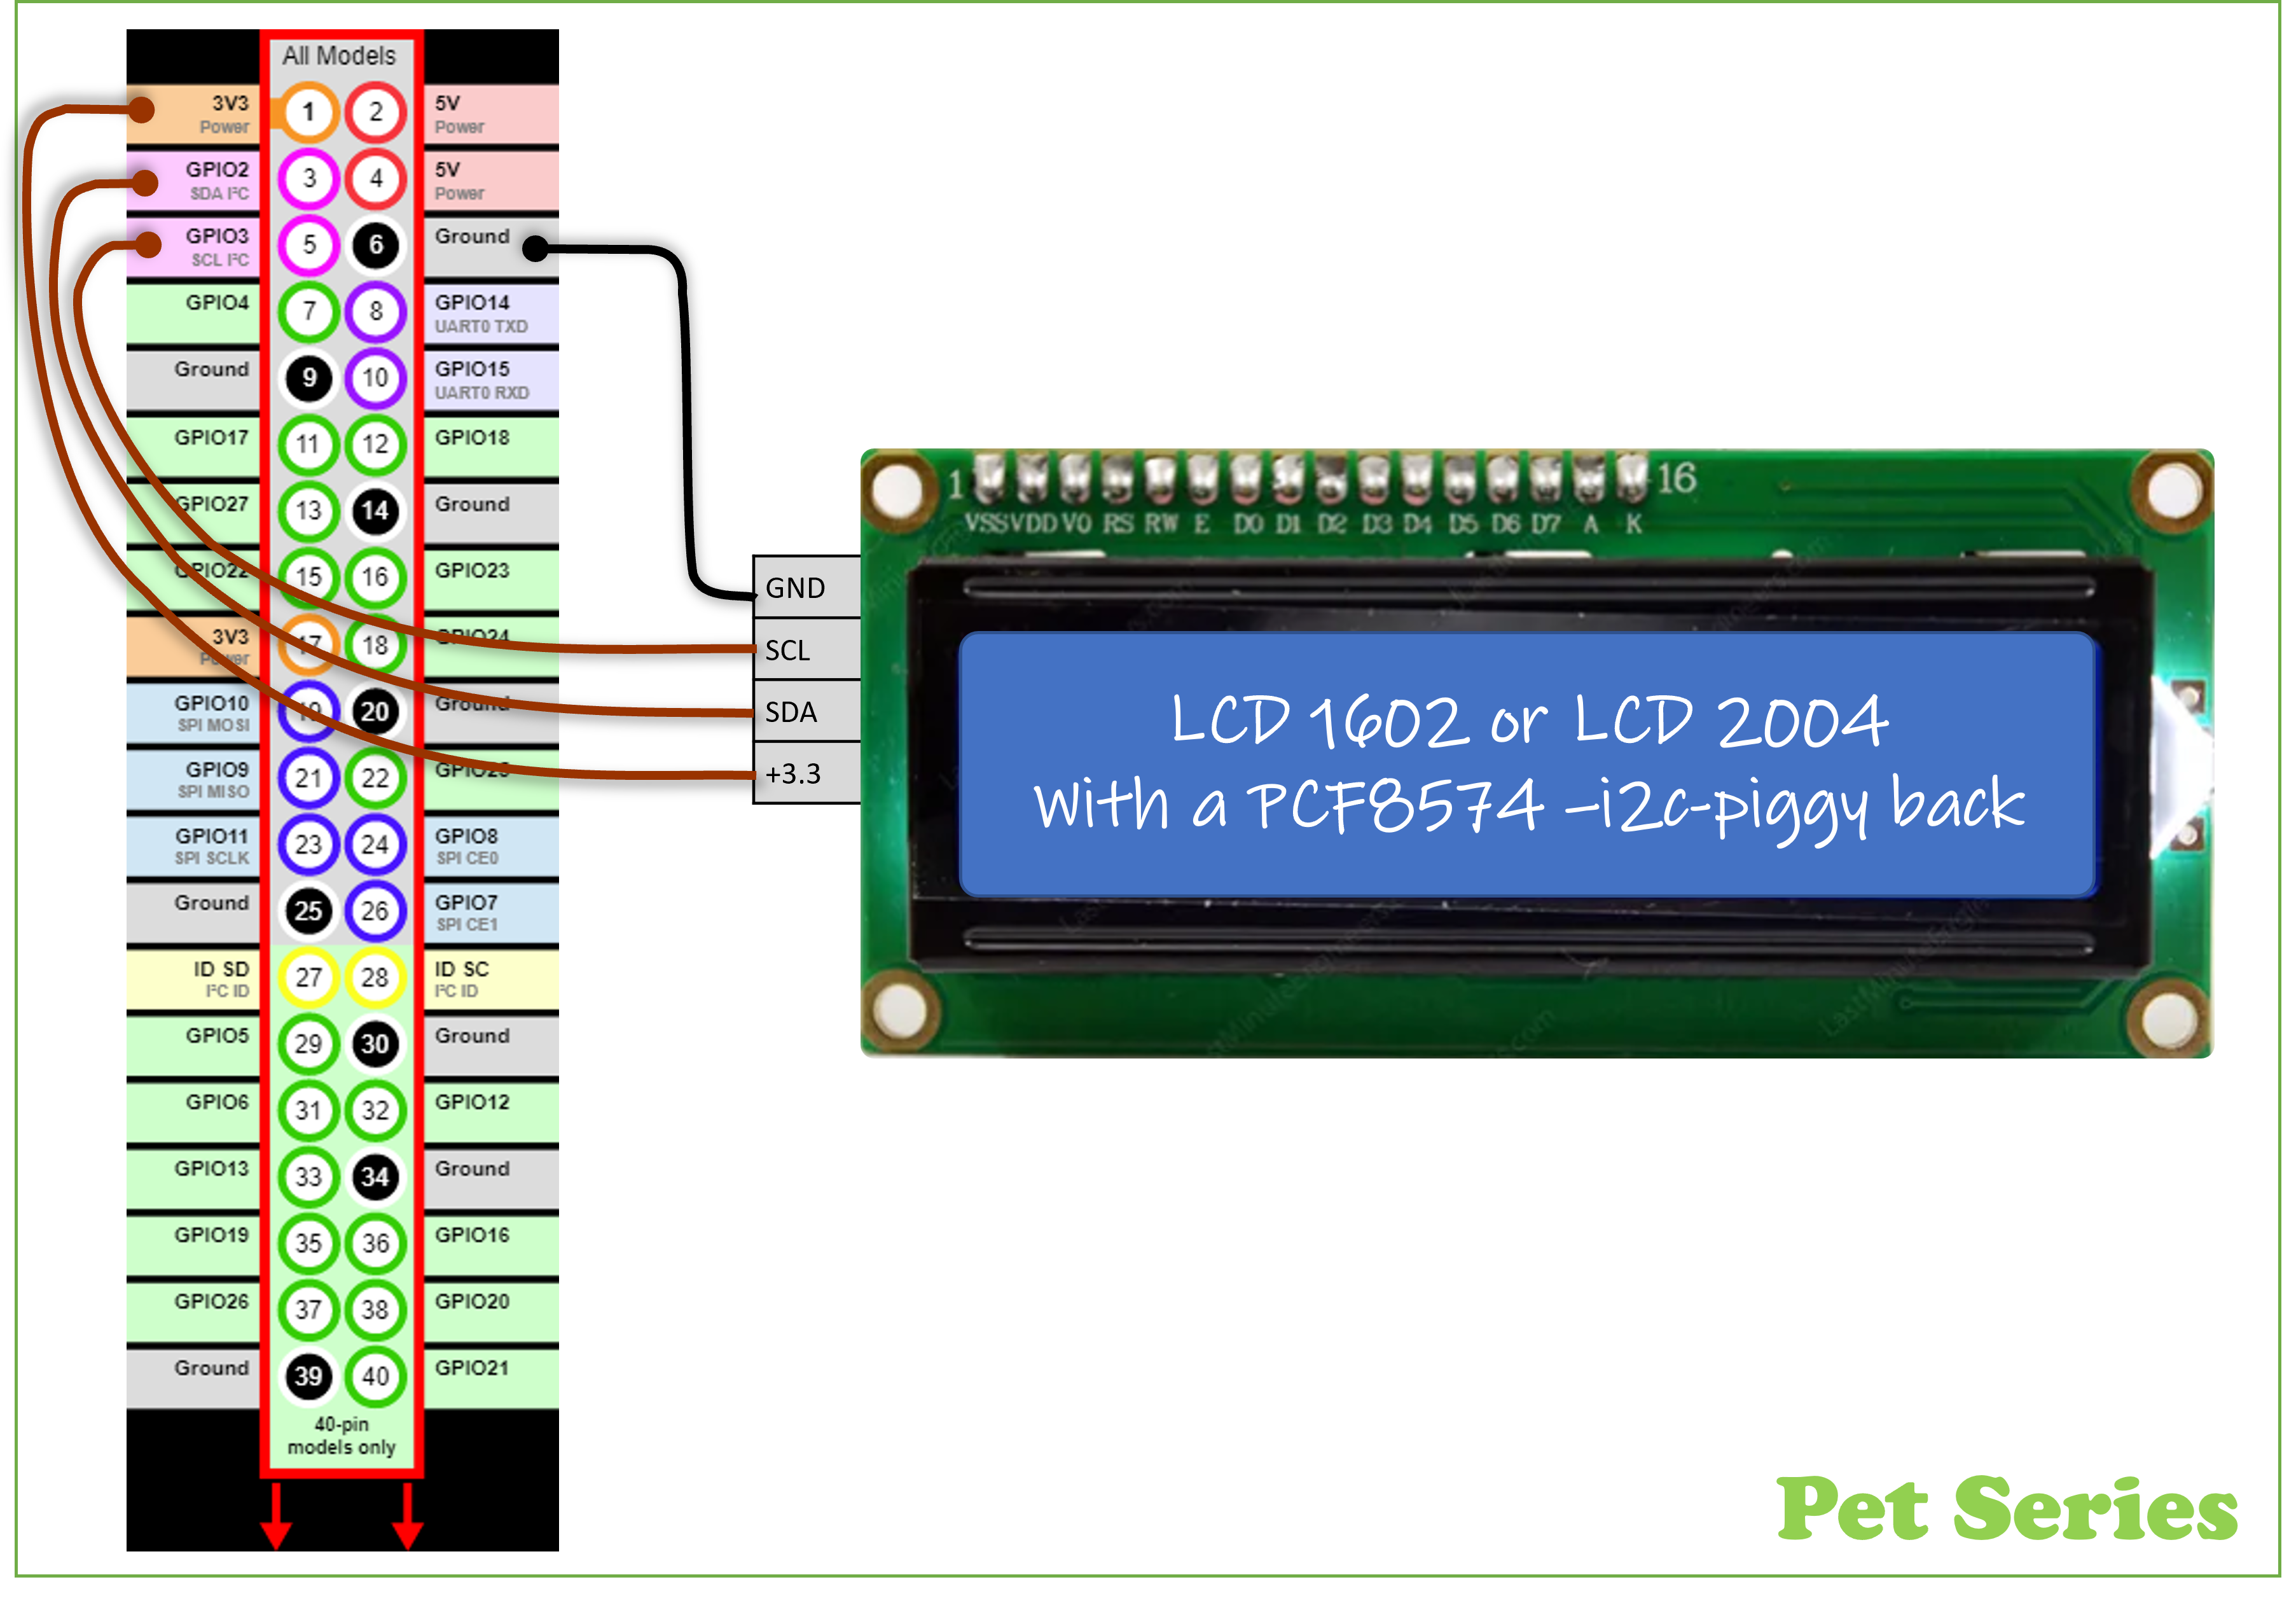 All Models
3V3 1 2 5V
Power Power
GPIO2 3 4 5V
SDA I²C Power
GPIO3 5 6 Ground
SCL I²C
GPIO4 7 8 GPIO14
UART0 TXD
Ground 9 10 GPIO15
UART0 RXD
GPIO17 11 12 GPIO18
GPIO27 13 14 Ground
GPIO22 15 16 GPIO23
3V3 17 18 GPIO24
Power
GPIO10 19 20 Ground
SPI MOSI
GPIO9 21 22 GPIO25
SPI MISO
GPIO11 23 24 GPIO8
SPI SCLK SPI CE0
Ground 25 26 GPIO7
SPI CE1
ID SD 27 28 ID SC
I²C ID I²C ID
GPIO5 29 30 Ground
GPIO6 31 32 GPIO12
GPIO13 33 34 Ground
GPIO19 35 36 GPIO16
GPIO26 37 38 GPIO20
Ground 39 40 GPIO21
40-pin
models only
GND
SCL
SDA
+3.3
1 16
VSS VDD V0 RS RW E D0 D1 D2 D3 D4 D5 D6 D7 A K
LCD 1602 or LCD 2004
With a PCF8574 –i2c-piggy back
Pet Series